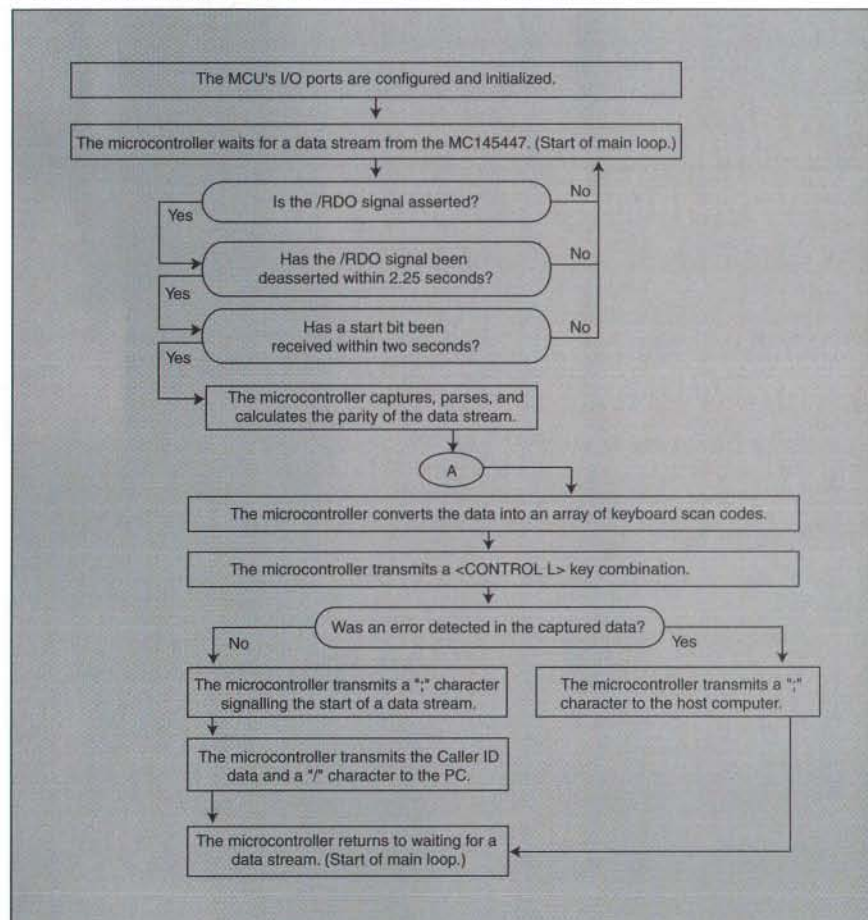 The MCU's I/O ports are configured and initialized.
The microcontroller waits for a data stream from the MC145447. (Start of main loop.)
Is the /RDO signal asserted?
No
Yes
Has the /RDO signal been
deasserted within 2.25 seconds?
No
Yes
Has a start bit been
received within two seconds?
No
Yes
The microcontroller captures, parses, and
calculates the parity of the data stream.
A
The microcontroller converts the data into an array of keyboard scan codes.
The microcontroller transmits a <CONTROL L> key combination.
Was an error detected in the captured data?
No
Yes
The microcontroller transmits a ";" character
signalling the start of a data stream.
The microcontroller transmits a ";"
character to the host computer.
The microcontroller transmits the Caller ID
data and a "/" character to the PC.
The microcontroller returns to waiting for a
data stream. (Start of main loop.)